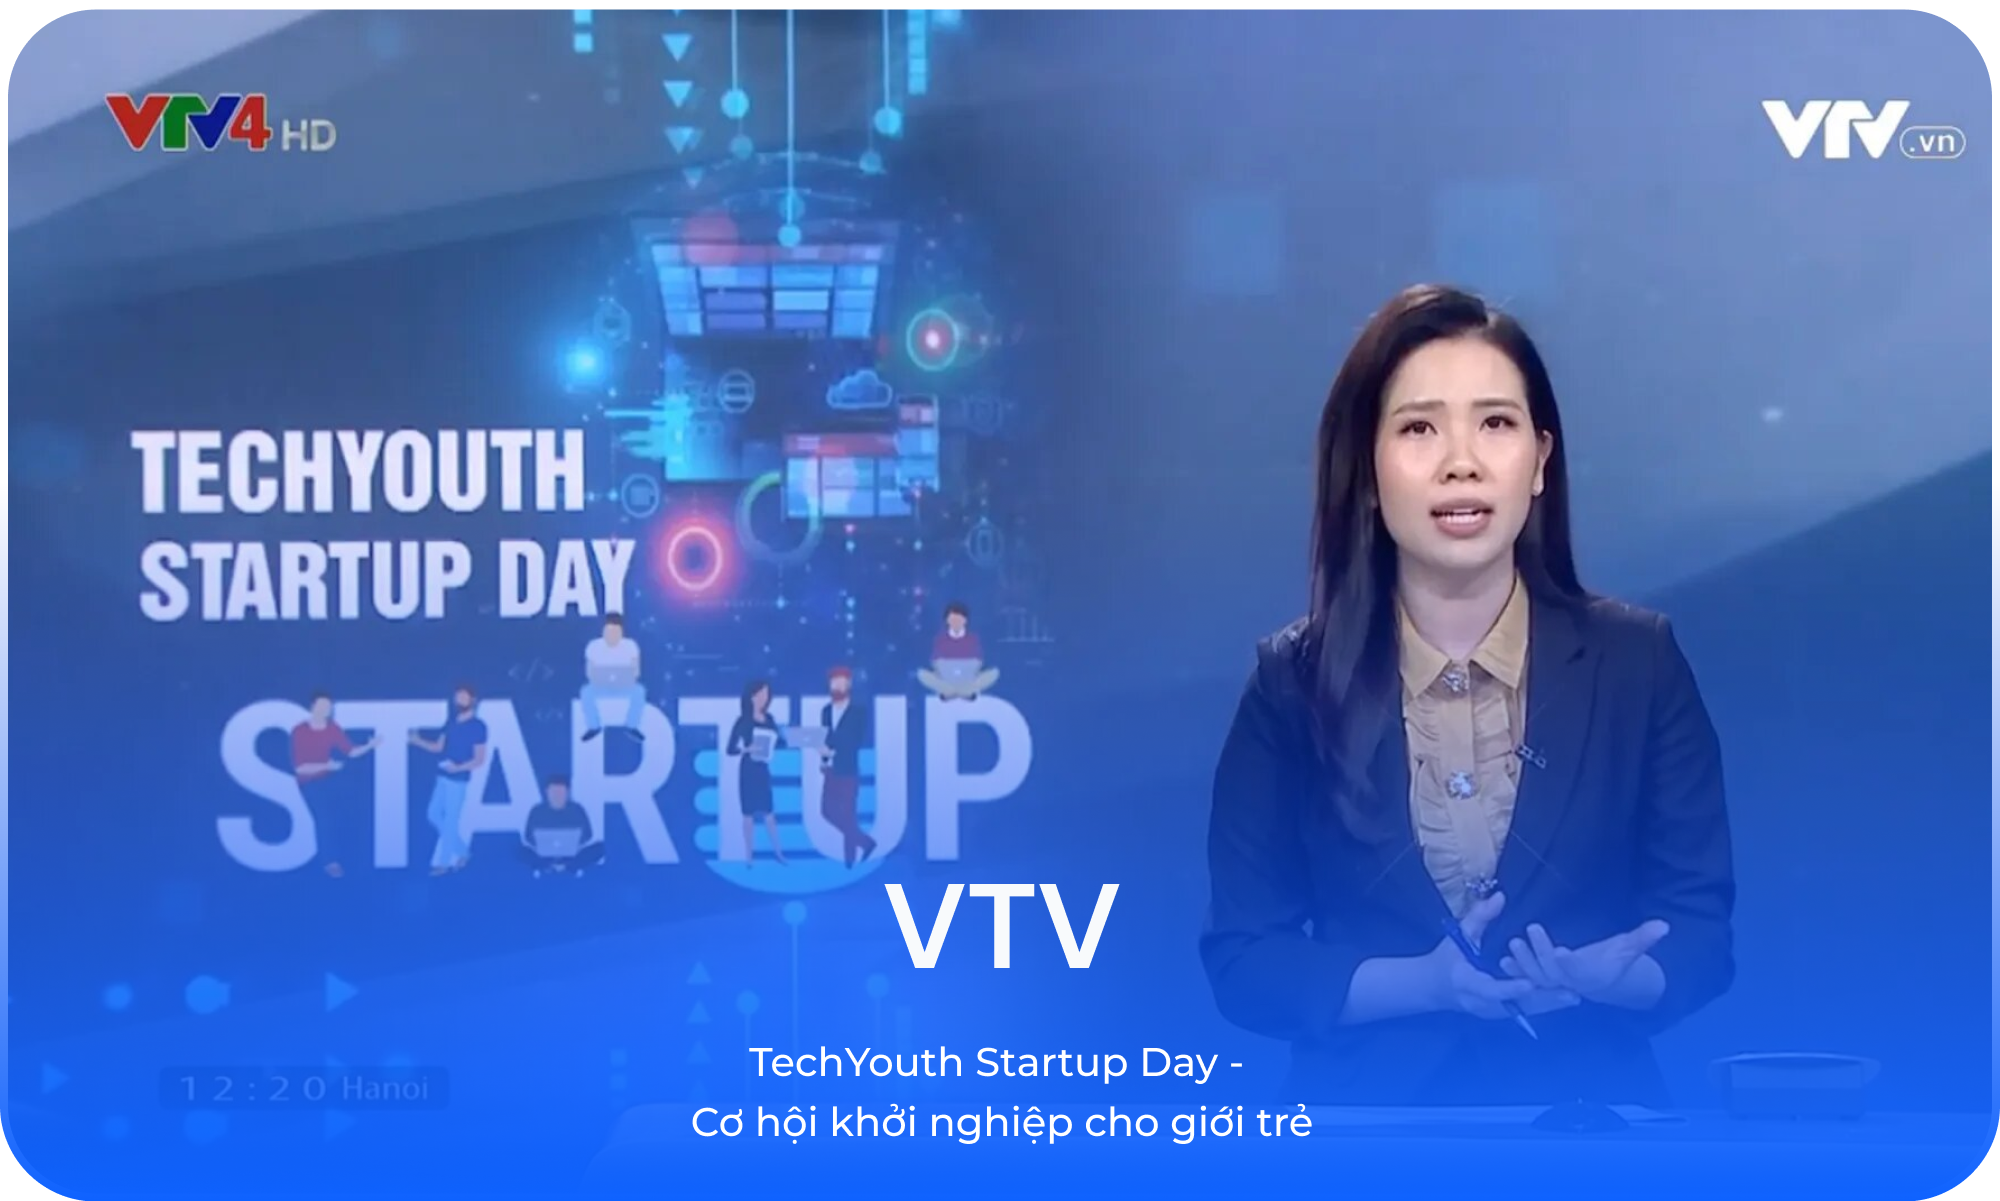 VTV4 HD
VTV.vn
TECHYOUTH
STARTUP DAY
STARTUP
VTV
TechYouth Startup Day -
Cơ hội khởi nghiệp cho giới trẻ
12:20 Hanoi